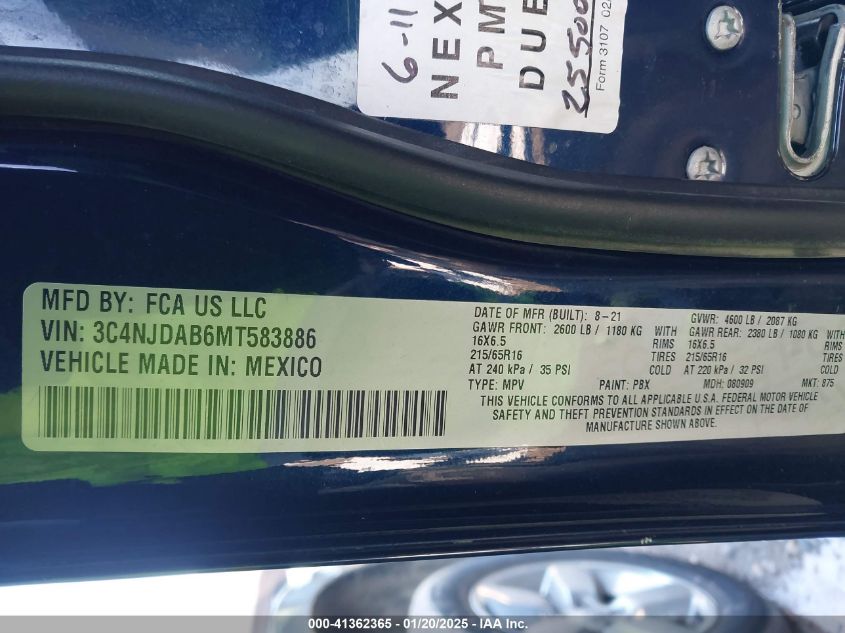 6-11
NEX
PM
DUE
25500
Form 3107 02
MFD BY: FCA US LLC
VIN: 3C4NJDAB6MT583886
VEHICLE MADE IN: MEXICO
DATE OF MFR (BUILT): 8-21 GVWR: 4600 LB / 2087 KG
GAWR FRONT: 2600 LB / 1180 KG WITH GAWR REAR: 2380 LB / 1080 KG WITH
16X6.5 RIMS 16X6.5 RIMS
215/65R16 TIRES 215/65R16 TIRES
AT 240 kPa / 35 PSI COLD AT 220 kPa / 32 PSI COLD
TYPE: MPV PAINT: PBX MDH: 080909 MKT: 875
THIS VEHICLE CONFORMS TO ALL APPLICABLE U.S.A. FEDERAL MOTOR VEHICLE
SAFETY AND THEFT PREVENTION STANDARDS IN EFFECT ON THE DATE OF
MANUFACTURE SHOWN ABOVE.
000-41362365 - 01/20/2025 - IAAI, Inc.